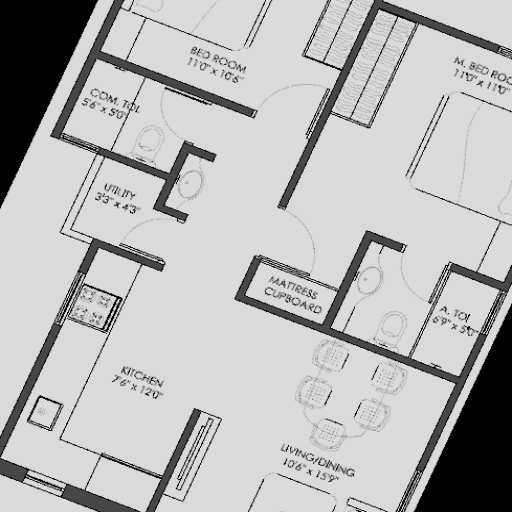 BED ROOM
11'0" x 10'6"
M. BED ROO
11'0" x 11'0"
COM. TOI.
5'6" x 5'0"
UTILITY
3'3" x 4'3"
MATTRESS
CUPBOARD
A. TOI.
6'9" x 5'0"
KITCHEN
7'6" x 12'0"
LIVING/DINING
10'6" x 15'9"